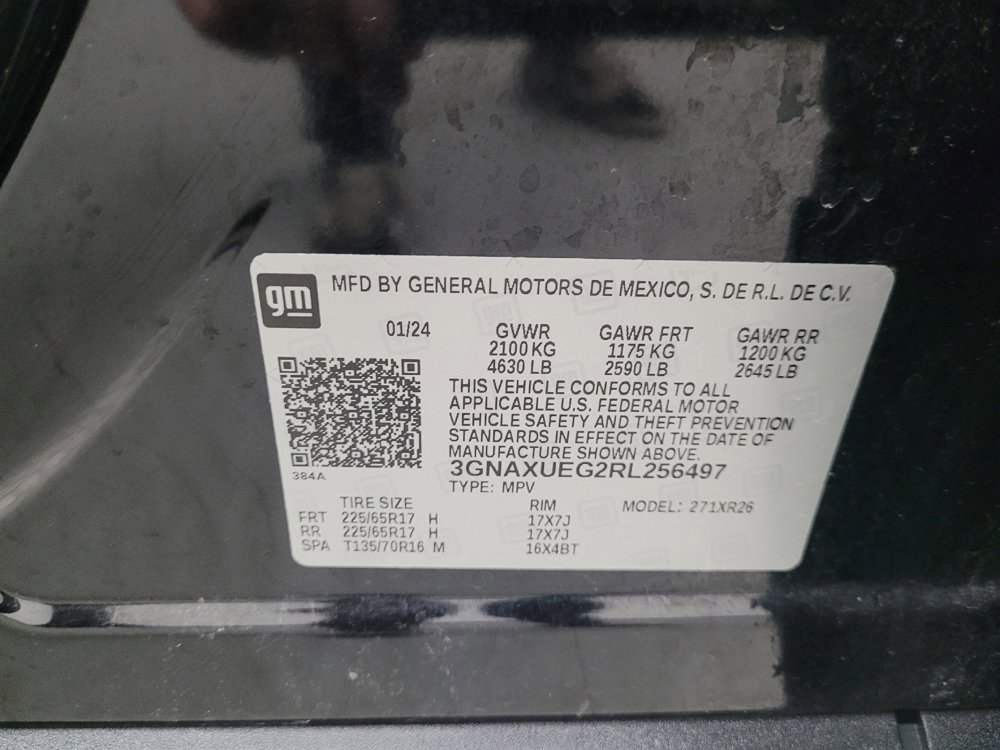 gm MFD BY GENERAL MOTORS DE MEXICO, S. DE R.L. DE C.V.
01/24 GVWR GAWR FRT GAWR RR
2100 KG 1175 KG 1200 KG
4630 LB 2590 LB 2645 LB
THIS VEHICLE CONFORMS TO ALL
APPLICABLE U.S. FEDERAL MOTOR
VEHICLE SAFETY AND THEFT PREVENTION
STANDARDS IN EFFECT ON THE DATE OF
MANUFACTURE SHOWN ABOVE.
3GNAXUEG2RL256497
384A
TYPE: MPV
TIRE SIZE RIM MODEL: 271XR26
FRT 225/65R17 H 17X7J
RR 225/65R17 H 17X7J
SPA T135/70R16 M 16X4BT